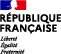 RÉPUBLIQUE
FRANÇAISE
Liberté
Égalité
Fraternité